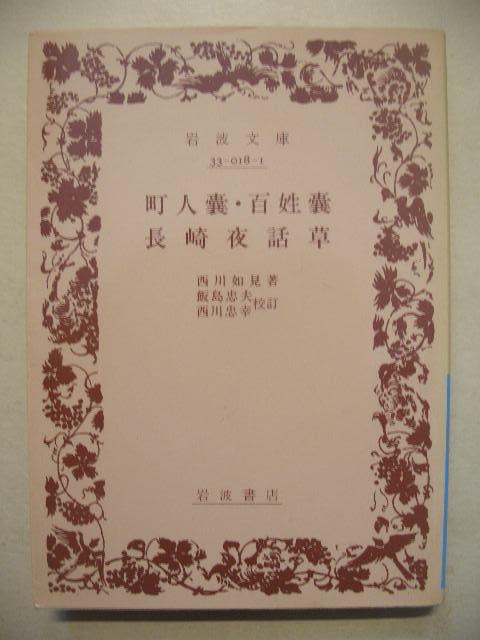 岩波文庫
33-018-1
町人嚢・百姓嚢
長崎夜話草
西川如見著
飯島忠夫
西川忠幸 校訂
岩波書店